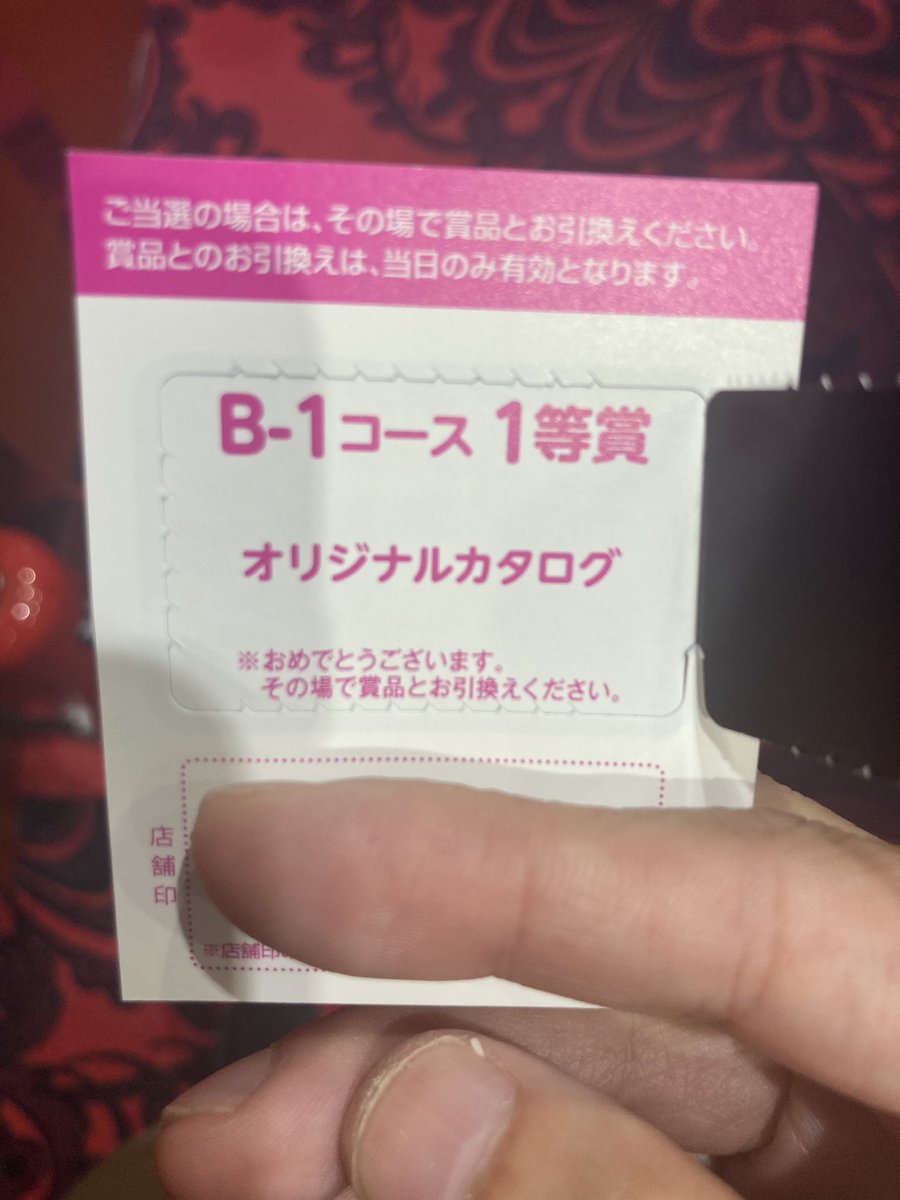 ご当選の場合は、その場で賞品とお引換えください。
賞品とのお引換えは、当日のみ有効となります。
B-1コース 1等賞
オリジナルカタログ
※おめでとうございます。
その場で賞品とお引換えください。
店舗印
※店舗印